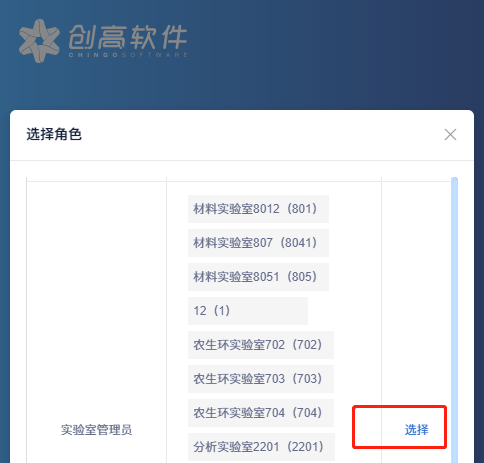 创高软件
CHINGOSOFTWARE
选择角色
材料实验室8012（801）
材料实验室807（8041）
材料实验室8051（805）
12（1）
农生环实验室702（702）
农生环实验室703（703）
农生环实验室704（704）
实验室管理员
选择
分析实验室2201（2201）